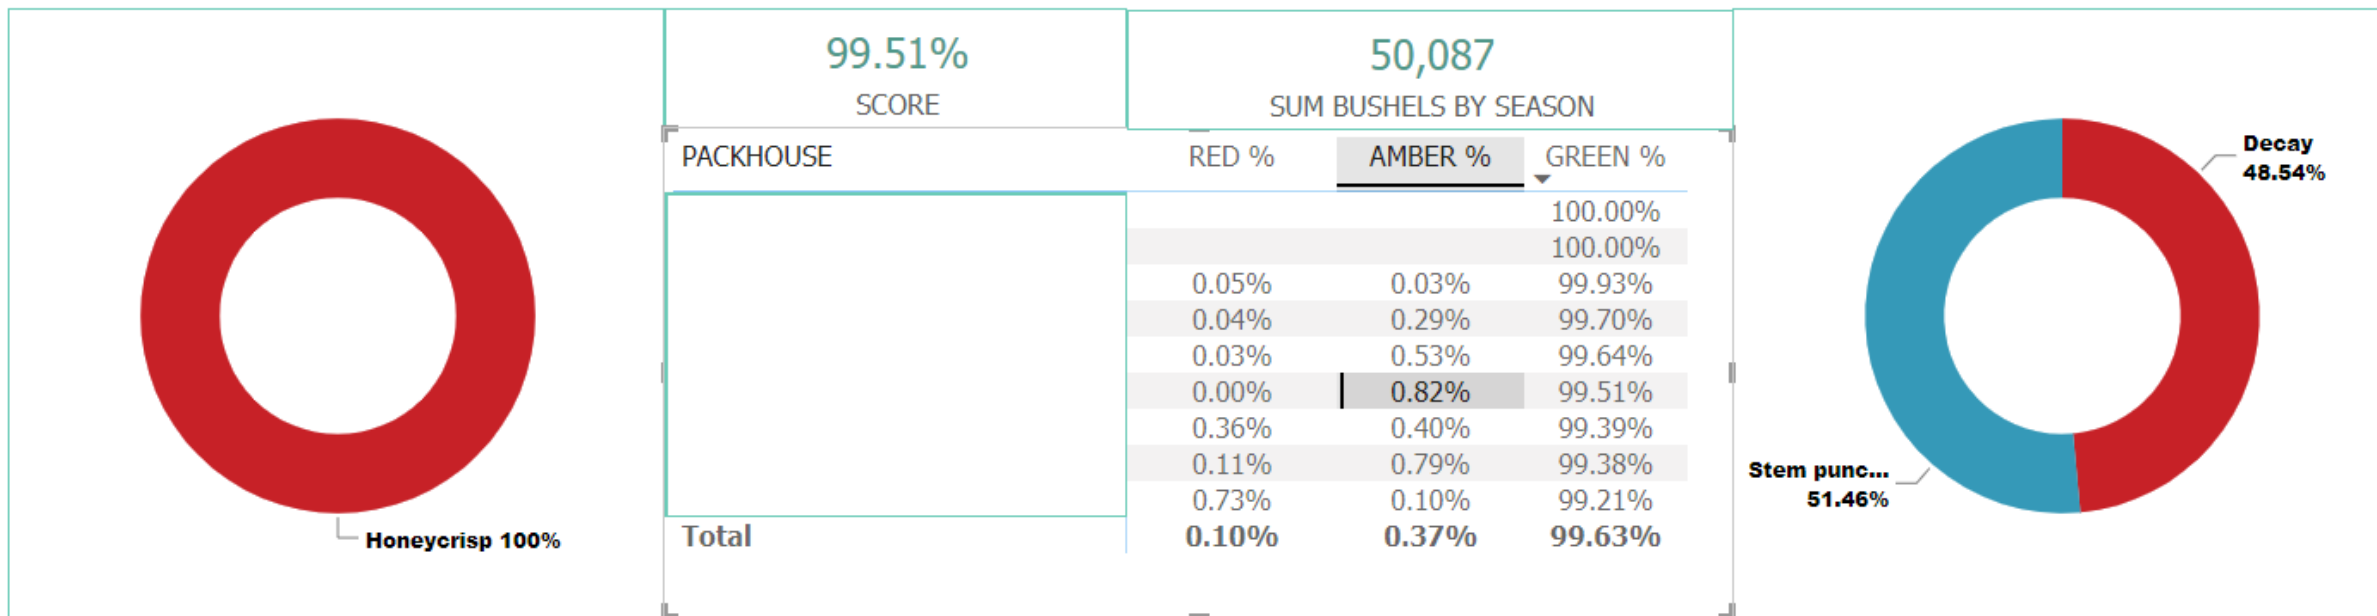 99.51%
SCORE
50,087
SUM BUSHELS BY SEASON
PACKHOUSE RED % AMBER % GREEN %
100.00%
100.00%
0.05% 0.03% 99.93%
0.04% 0.29% 99.70%
0.03% 0.53% 99.64%
0.00% 0.82% 99.51%
0.36% 0.40% 99.39%
0.11% 0.79% 99.38%
0.73% 0.10% 99.21%
Total 0.10% 0.37% 99.63%
Honeycrisp 100%
Decay
48.54%
Stem punc...
51.46%